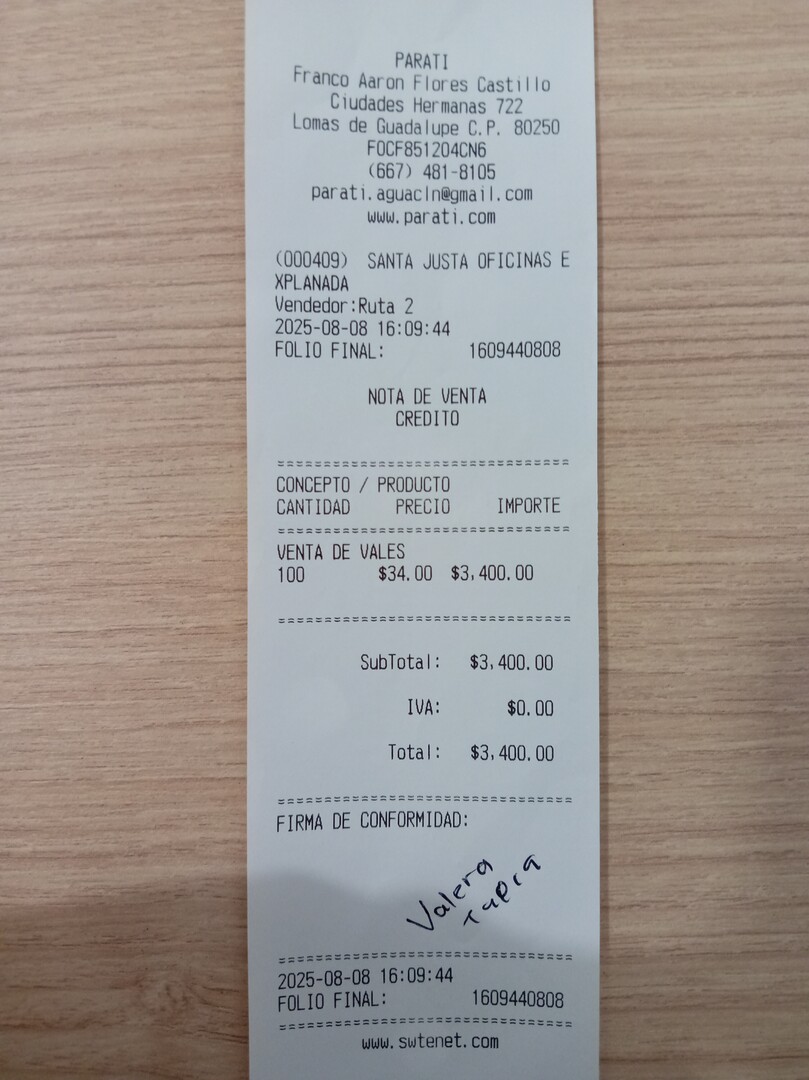 PARATI
Franco Aaron Flores Castillo
Ciudades Hermanas 722
Lomas de Guadalupe C.P. 80250
FOCF851204CN6
(667) 481-8105
parati.aguacln@gmail.com
www.parati.com
(000409) SANTA JUSTA OFICINAS E
XPLANADA
Vendedor:Ruta 2
2025-08-08 16:09:44
FOLIO FINAL: 1609440808
NOTA DE VENTA
CREDITO
================================
CONCEPTO / PRODUCTO
CANTIDAD PRECIO IMPORTE
================================
VENTA DE VALES
100 $34.00 $3,400.00
================================
SubTotal: $3,400.00
IVA: $0.00
Total: $3,400.00
================================
FIRMA DE CONFORMIDAD:
Valera
Tapia
================================
2025-08-08 16:09:44
FOLIO FINAL: 1609440808
================================
www.swtenet.com